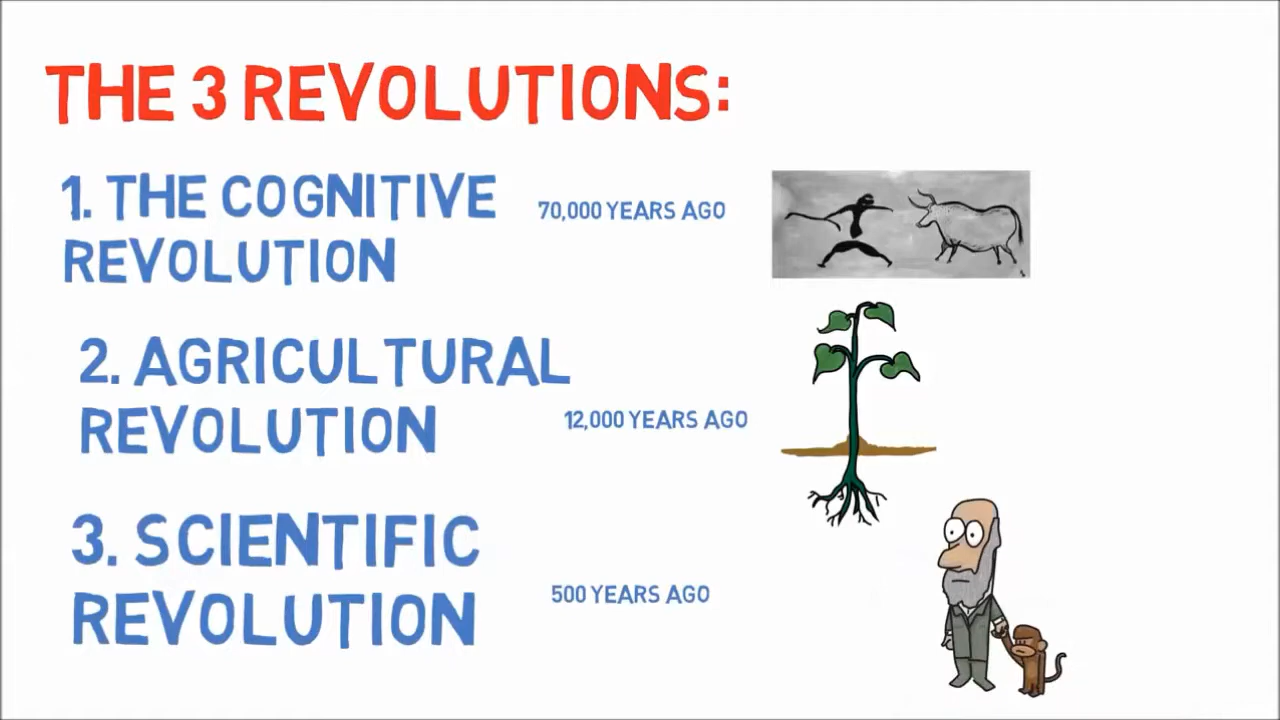 THE 3 REVOLUTIONS:
1. THE COGNITIVE
REVOLUTION
70,000 YEARS AGO
2. AGRICULTURAL
REVOLUTION
12,000 YEARS AGO
3. SCIENTIFIC
REVOLUTION
500 YEARS AGO